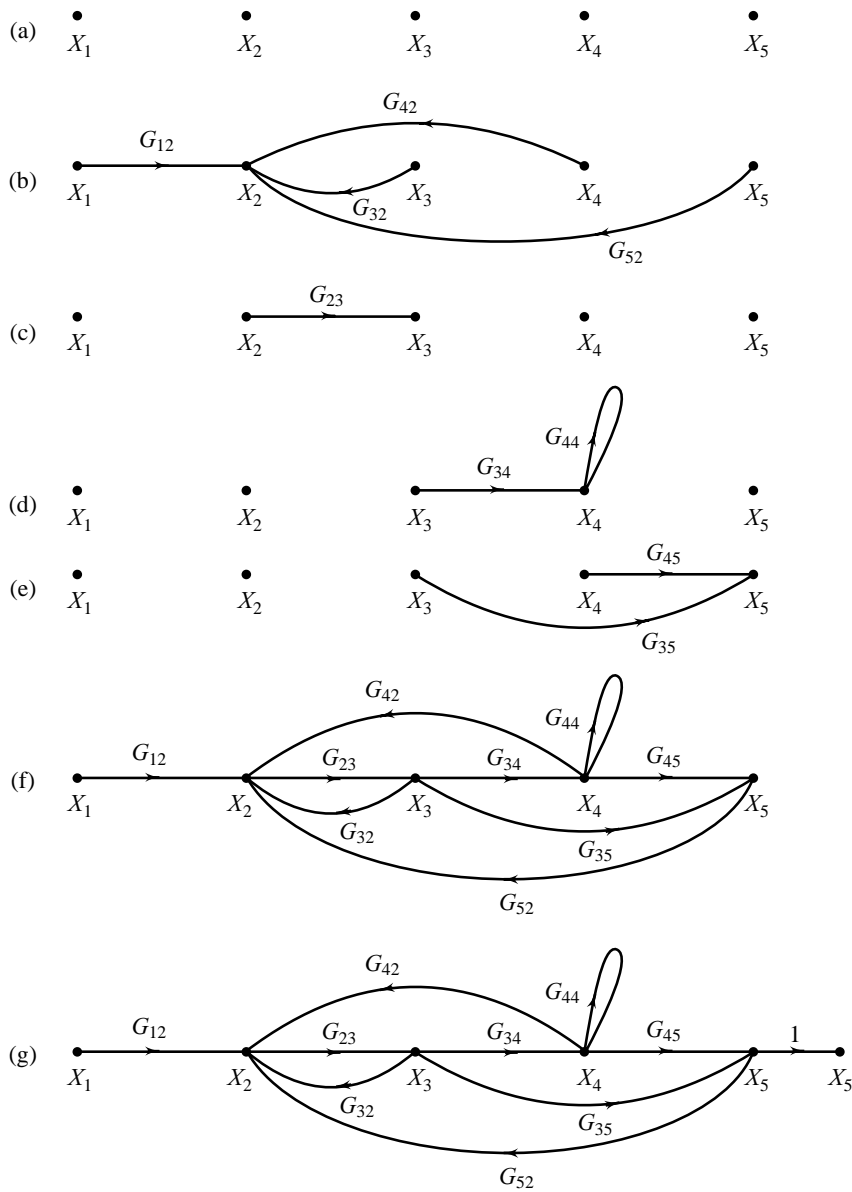 (a) X1 X2 X3 X4 X5
G42
G12
(b) X1 X2 X3 X4 X5
G32
G52
G23
(c) X1 X2 X3 X4 X5
G44
G34
(d) X1 X2 X3 X4 X5
G45
(e) X1 X2 X3 X4 X5
G35
G42
G44
G12 G23 G34 G45
(f) X1 X2 X3 X4 X5
G32 G35
G52
G42
G44
G12 G23 G34 G45 1
(g) X1 X2 X3 X4 X5 X5
G32 G35
G52